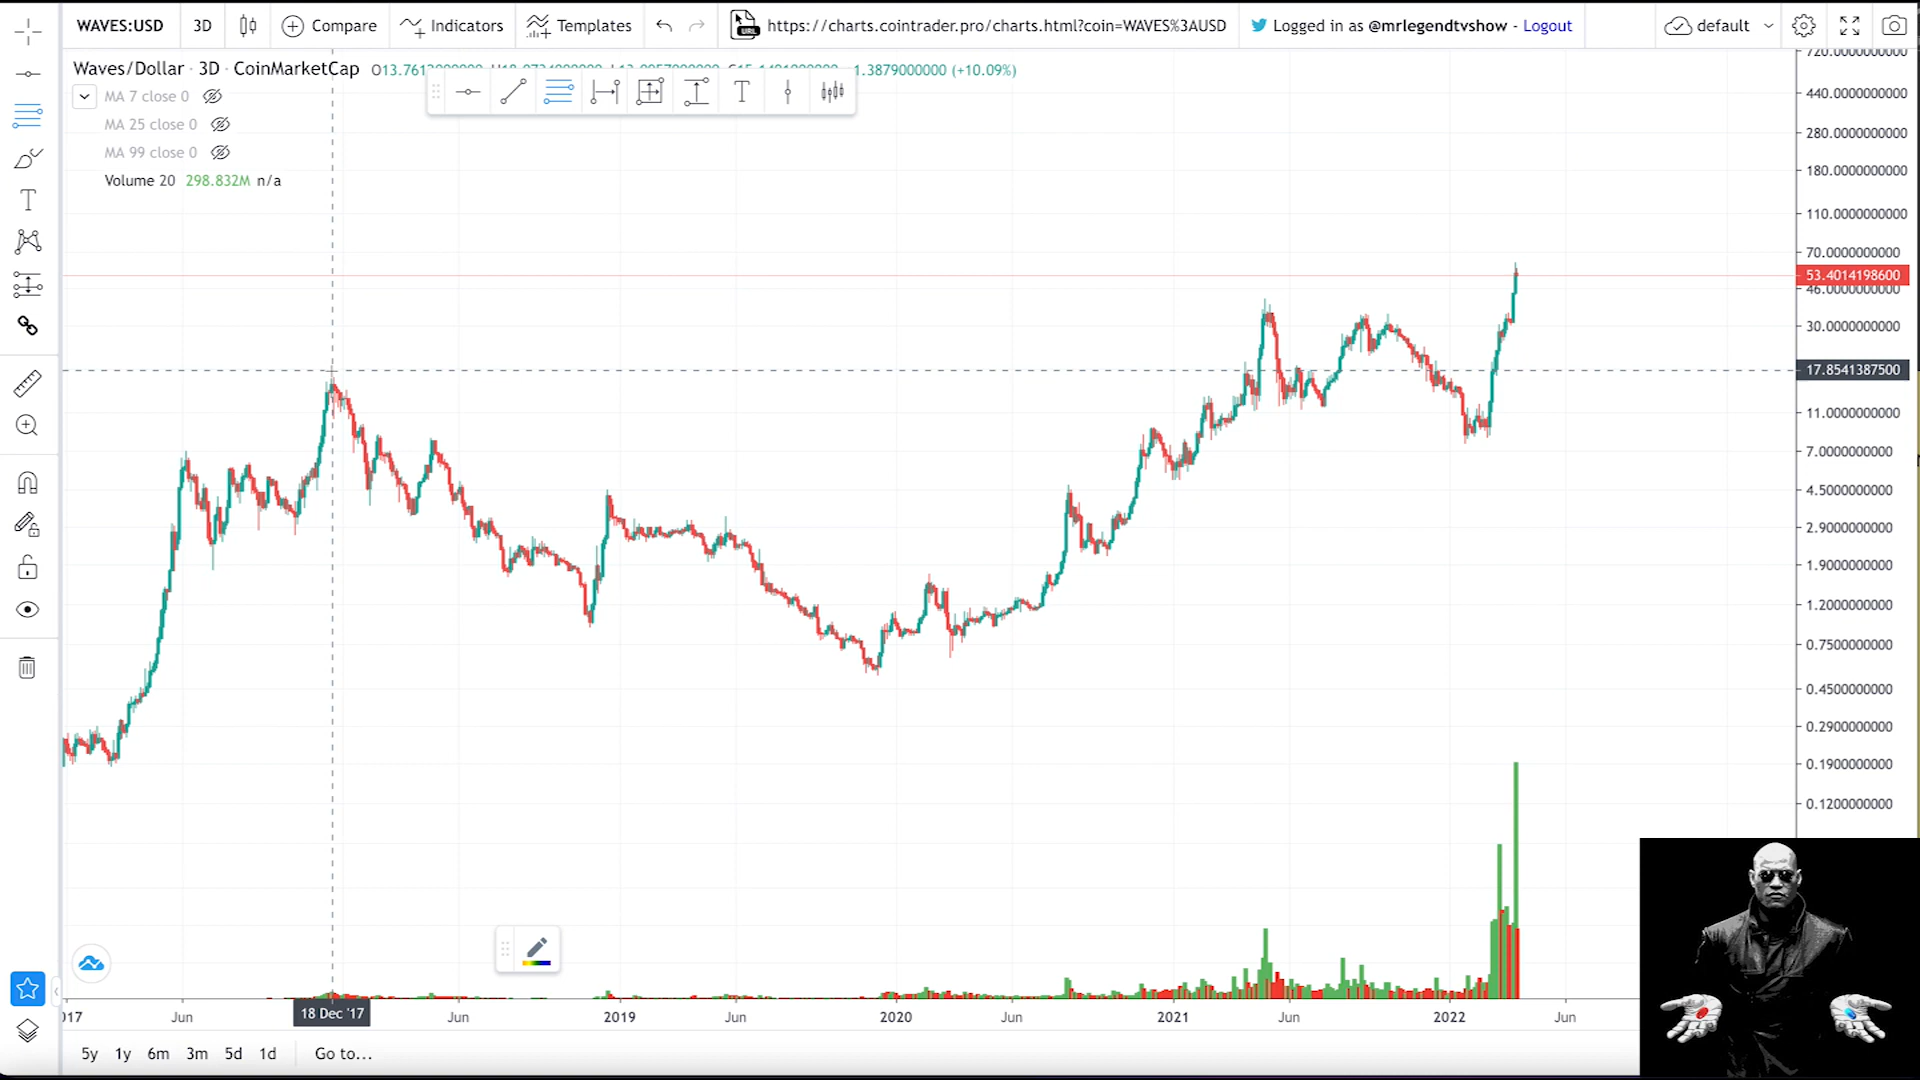 WAVES:USD 3D Compare Indicators Templates URL https://charts.cointrader.pro/charts.html?coin=WAVES%3AUSD Logged in as @mrlegendtvshow - Logout default
Waves/Dollar · 3D · CoinMarketCap 1.3879000000 (+10.09%)
MA 7 close 0
MA 25 close 0
MA 99 close 0
Volume 20 298.832M n/a
720.0000000000
440.0000000000
280.0000000000
180.0000000000
110.0000000000
70.0000000000
53.4014198600
46.0000000000
30.0000000000
17.8541387500
11.0000000000
7.0000000000
4.5000000000
2.9000000000
1.9000000000
1.2000000000
0.7500000000
0.4500000000
0.2900000000
0.1900000000
0.1200000000
Jun 18 Dec '17 Jun 2019 Jun 2020 Jun 2021 Jun 2022 Jun
5y 1y 6m 3m 5d 1d Go to...